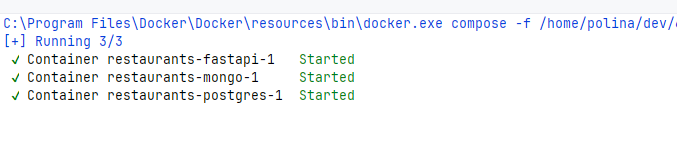 C:\Program Files\Docker\Docker\resources\bin\docker.exe compose -f /home/polina/dev/
[+] Running 3/3
✓ Container restaurants-fastapi-1 Started
✓ Container restaurants-mongo-1 Started
✓ Container restaurants-postgres-1 Started